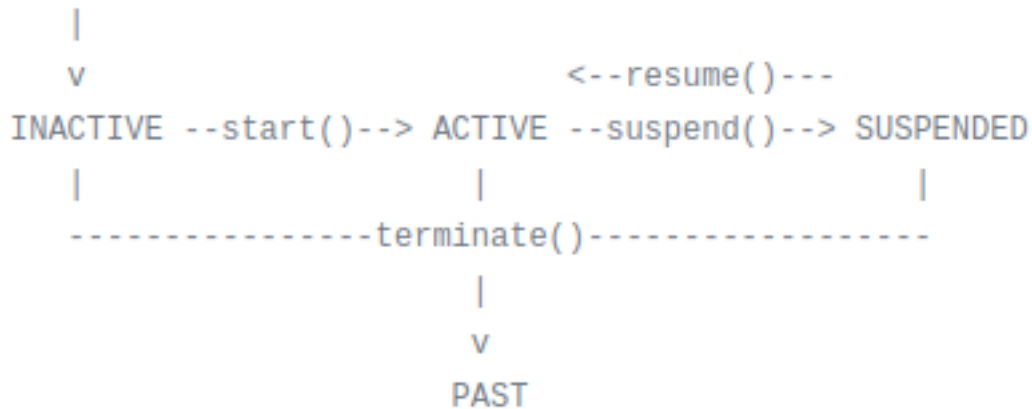 |
v <--resume()---
INACTIVE --start()--> ACTIVE --suspend()--> SUSPENDED
| | |
----------------terminate()------------------
|
v
PAST